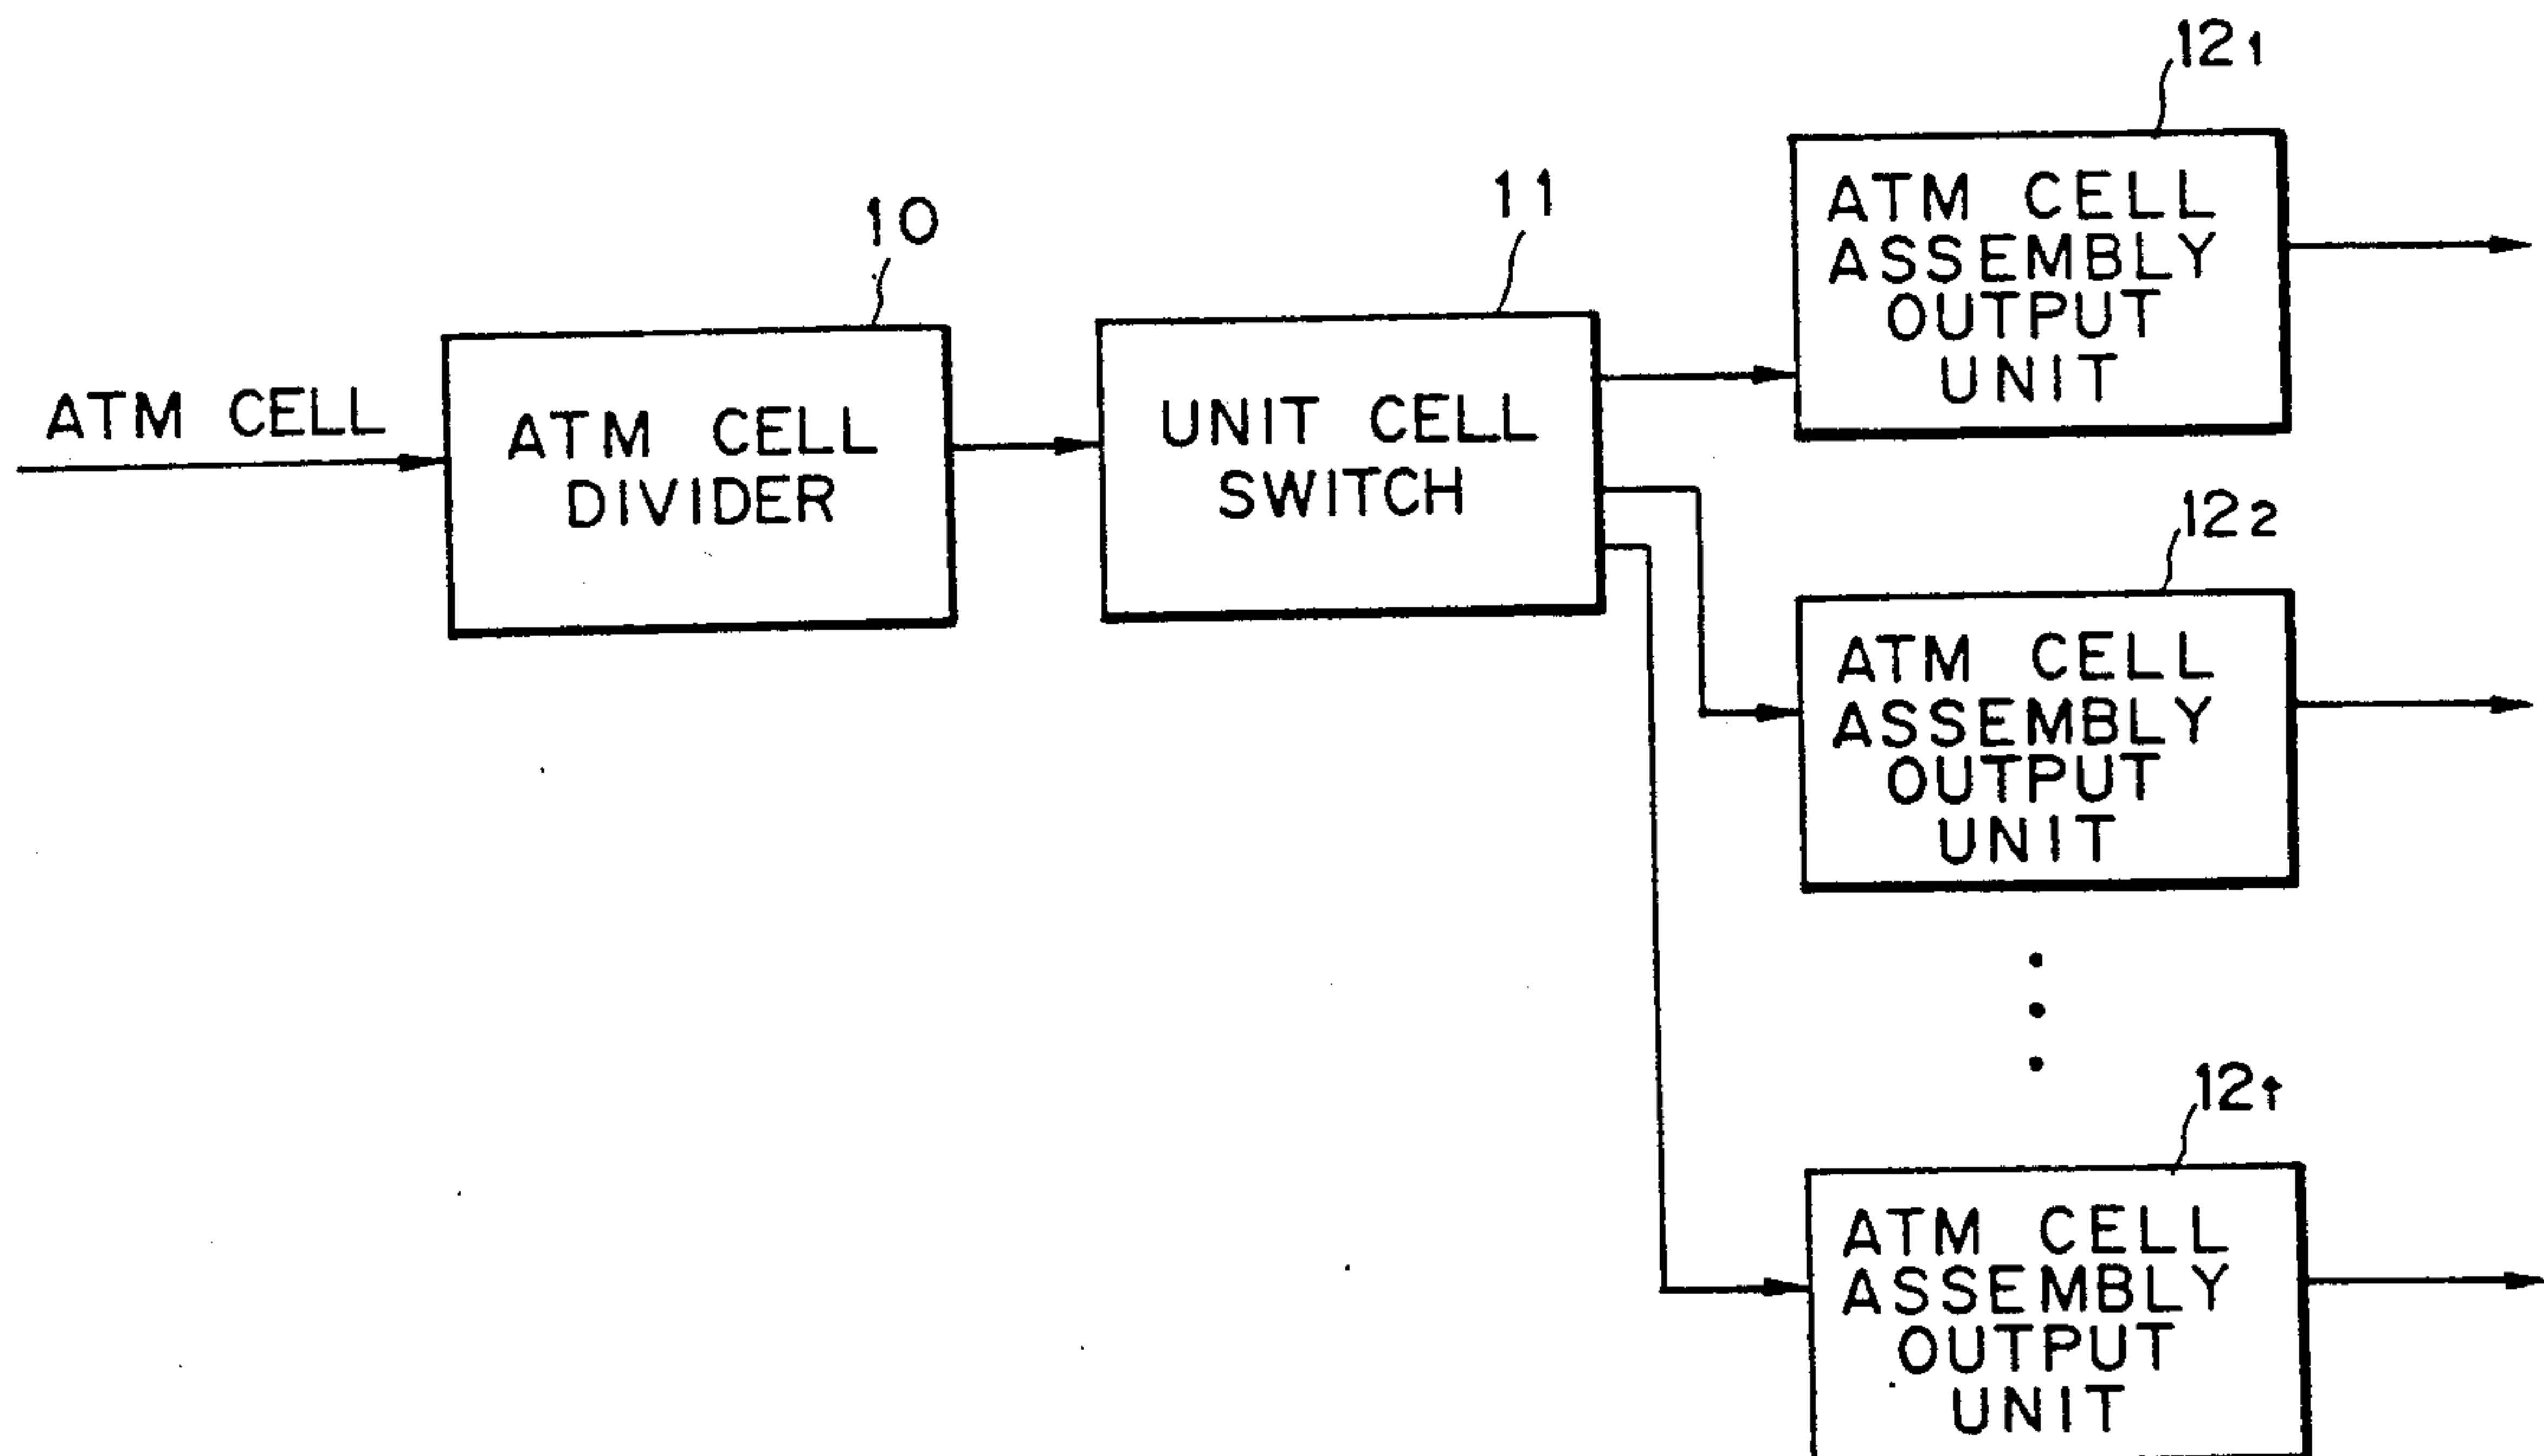 ATM CELL
10
ATM CELL
DIVIDER
11
UNIT CELL
SWITCH
12₁
ATM CELL
ASSEMBLY
OUTPUT
UNIT
12₂
ATM CELL
ASSEMBLY
OUTPUT
UNIT
12t
ATM CELL
ASSEMBLY
OUTPUT
UNIT